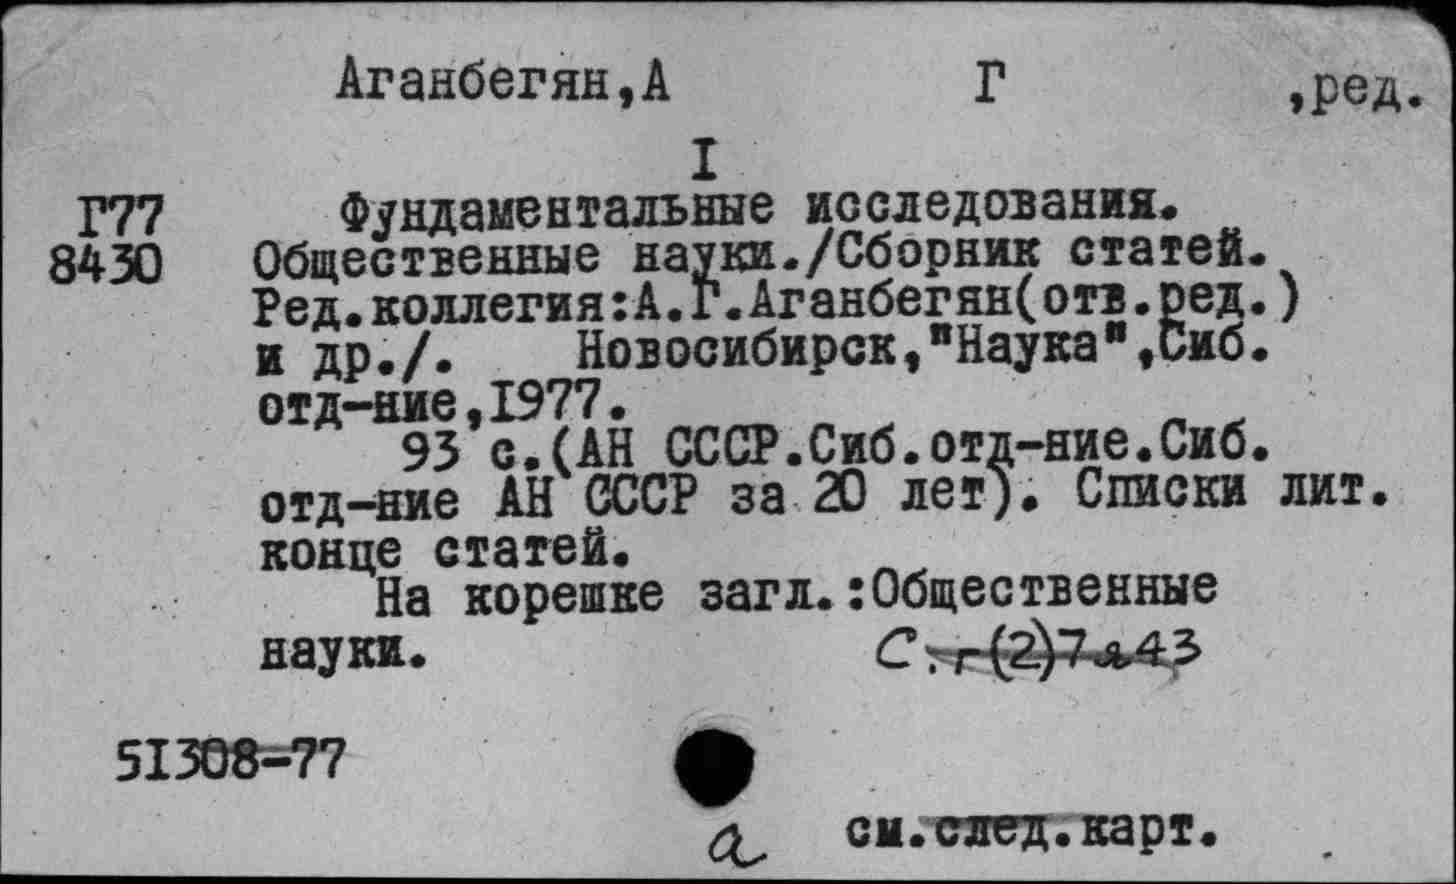 Аганбегян,А Г ,ред.
I
Г77 Фундаментальные исследования.
8430 Общественные науки./Сборник статей.
Ред.коллегия:А.Г.Аганбегян(отв.ред.)
и др./. Новосибирск,"Наука",Сиб.
отд-ние,1977.
93 с.(АН СССР.Сиб.отд-ние.Сиб.
отд-ние АН СССР за 20 лет). Списки лит.
конце статей.
На корешке загл.:Общественные
науки. С.г(2)7я43
51308-77
а см.след.карт.